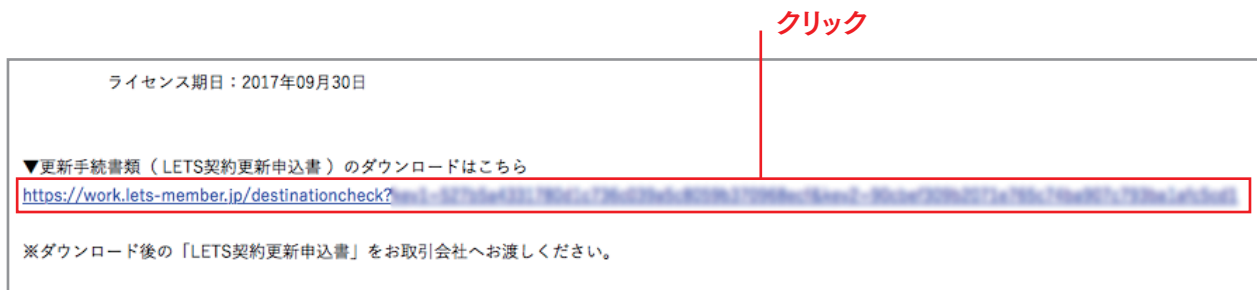 クリック
ライセンス期日：2017年09月30日
▼更新手続書類（ LETS契約更新申込書 ）のダウンロードはこちら
https://work.lets-member.jp/destinationcheck?
※ダウンロード後の「LETS契約更新申込書」をお取引会社へお渡しください。